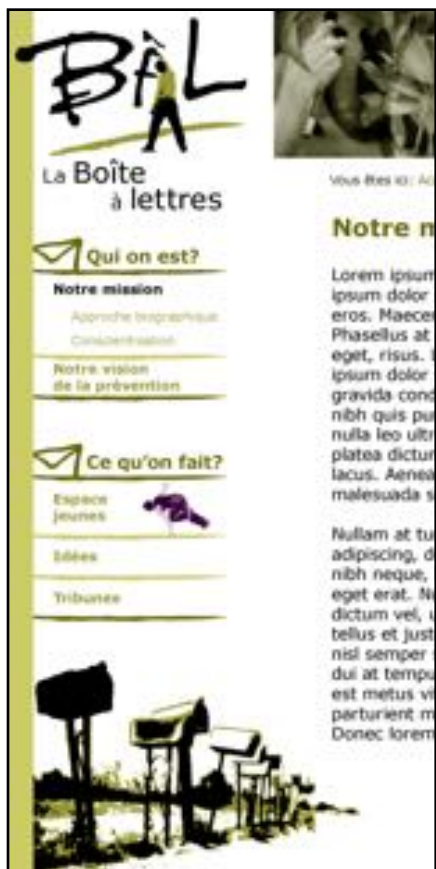 BàL
La Boîte
à lettres
Qui on est?
Notre mission
Approche biographique
Conscientisation
Notre vision
de la prévention
Ce qu'on fait?
Espace
jeunes
Idées
Tribunes
Vous êtes ici: Ac
Notre m
Lorem ipsum
ipsum dolor
eros. Maecen
Phasellus at
eget, risus.
ipsum dolor
gravida cond
nibh quis pur
nulla leo ultr
platea dictum
lacus. Aenea
malesuada s
Nullam at tu
adipiscing, d
nibh neque,
eget erat. Nu
dictum vel, u
tellus et just
nisl semper
dui at tempu
est metus vi
parturient m
Donec lorem